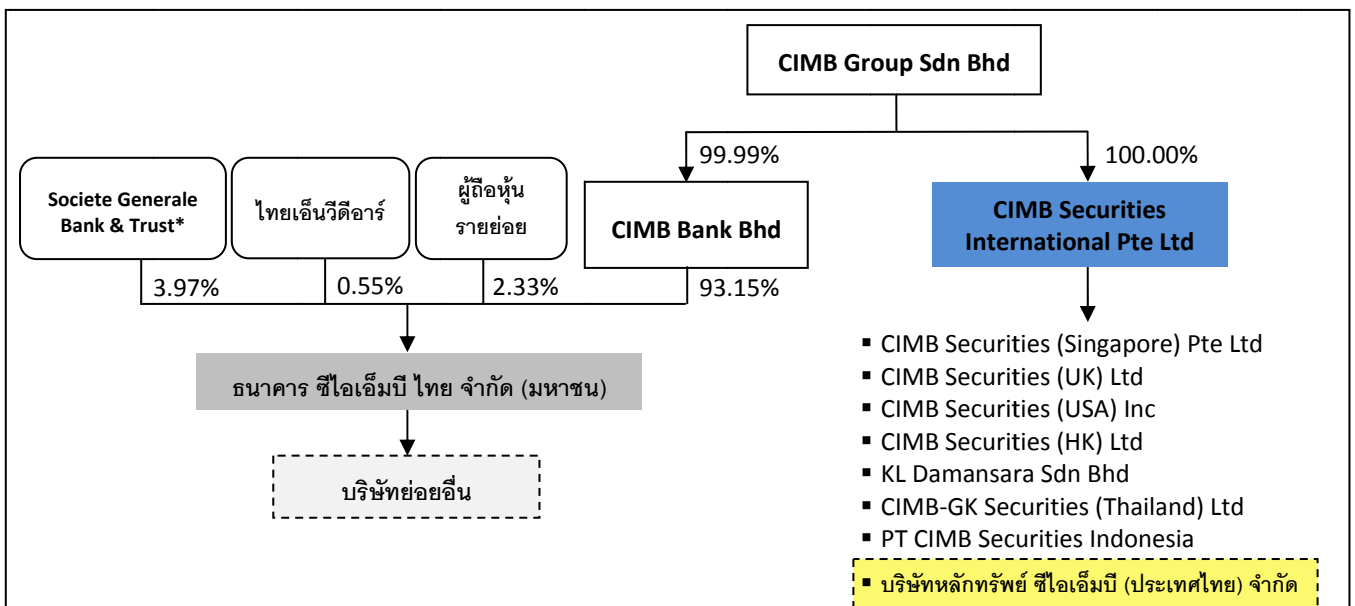 CIMB Group Sdn Bhd
99.99%
100.00%
Societe Generale
Bank & Trust*
ไทยเอ็นวีดีอาร์
ผู้ถือหุ้น
รายย่อย
CIMB Bank Bhd
CIMB Securities
International Pte Ltd
3.97%
0.55%
2.33%
93.15%
ธนาคาร ซีไอเอ็มบี ไทย จำกัด (มหาชน)
บริษัทย่อยอื่น
▪ CIMB Securities (Singapore) Pte Ltd
▪ CIMB Securities (UK) Ltd
▪ CIMB Securities (USA) Inc
▪ CIMB Securities (HK) Ltd
▪ KL Damansara Sdn Bhd
▪ CIMB-GK Securities (Thailand) Ltd
▪ PT CIMB Securities Indonesia
▪ บริษัทหลักทรัพย์ ซีไอเอ็มบี (ประเทศไทย) จำกัด